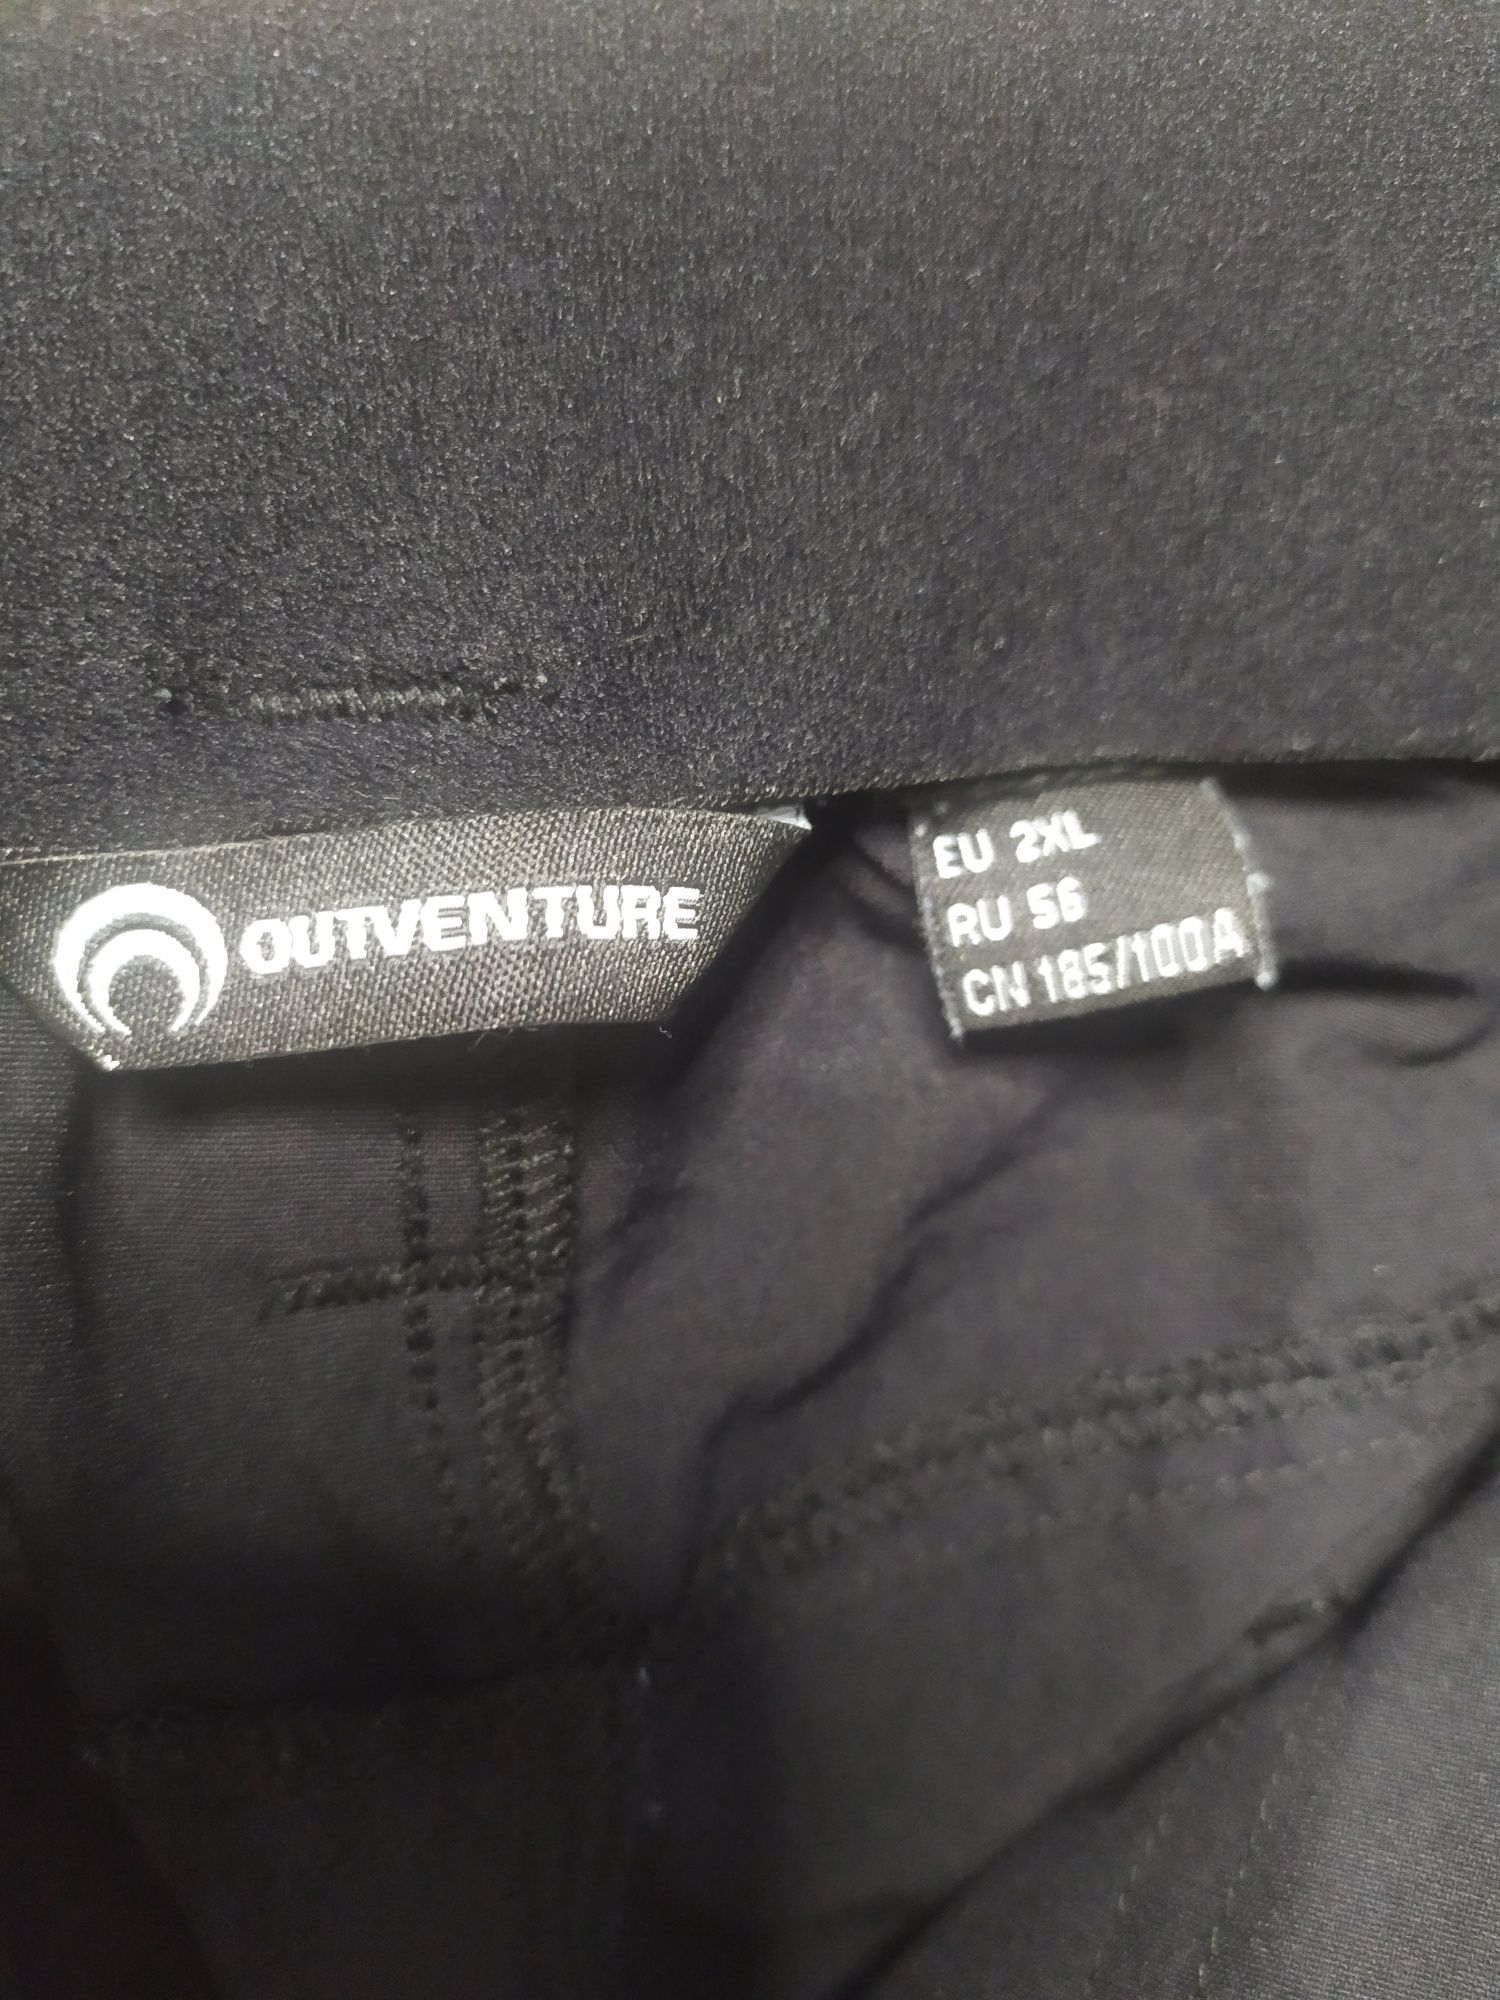 OUTVENTURE
EU 2XL
RU 56
CN 185/100A